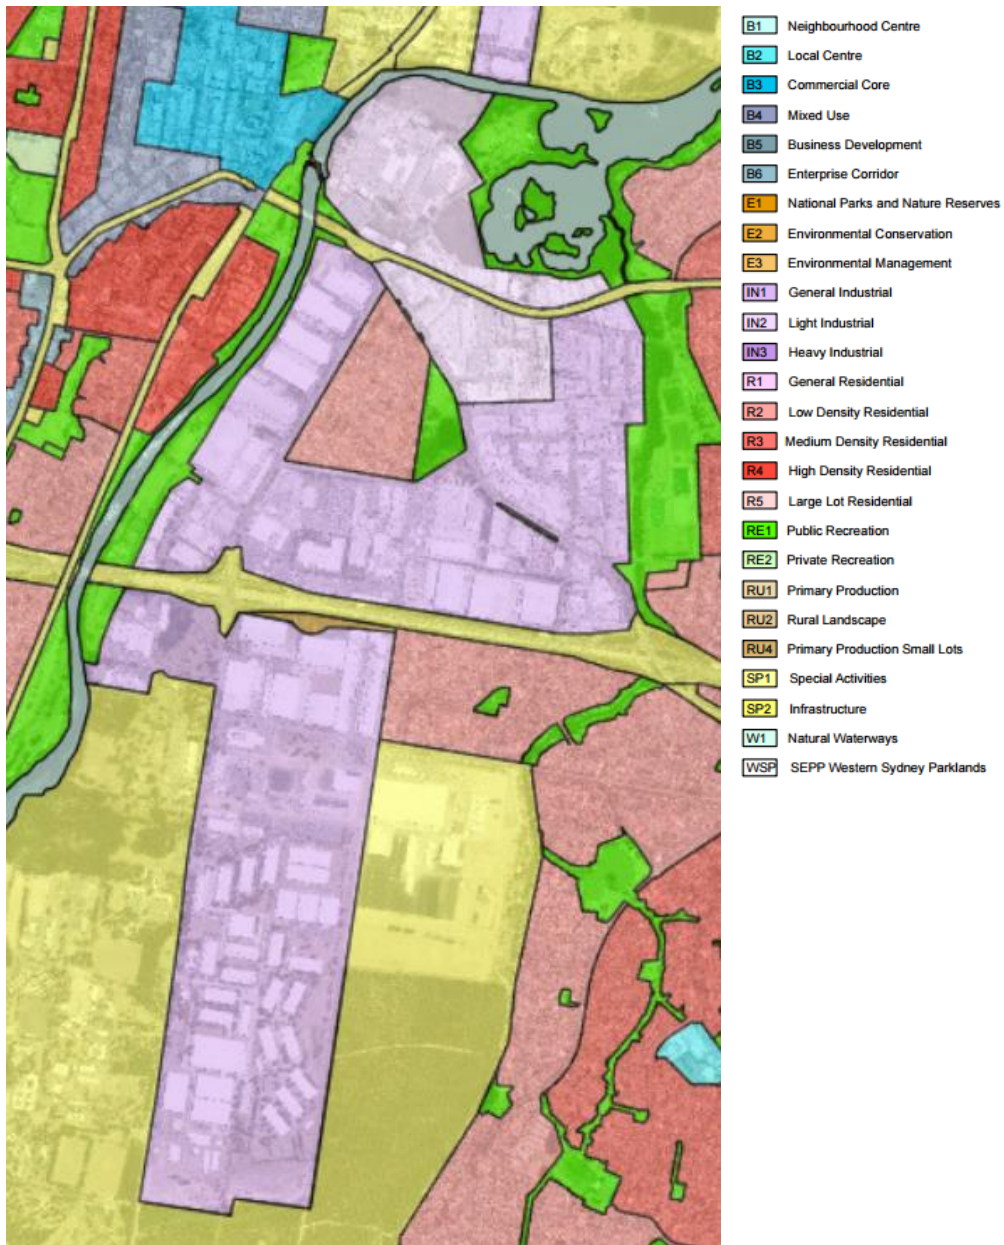 B1 Neighbourhood Centre
B2 Local Centre
B3 Commercial Core
B4 Mixed Use
B5 Business Development
B6 Enterprise Corridor
E1 National Parks and Nature Reserves
E2 Environmental Conservation
E3 Environmental Management
IN1 General Industrial
IN2 Light Industrial
IN3 Heavy Industrial
R1 General Residential
R2 Low Density Residential
R3 Medium Density Residential
R4 High Density Residential
R5 Large Lot Residential
RE1 Public Recreation
RE2 Private Recreation
RU1 Primary Production
RU2 Rural Landscape
RU4 Primary Production Small Lots
SP1 Special Activities
SP2 Infrastructure
W1 Natural Waterways
WSP SEPP Western Sydney Parklands